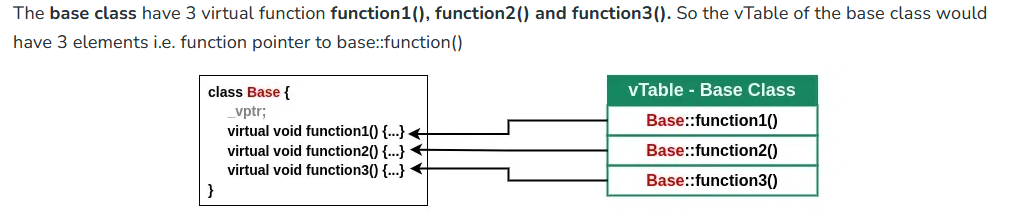 The base class have 3 virtual function function1(), function2() and function3(). So the vTable of the base class would
have 3 elements i.e. function pointer to base::function()
class Base {
_vptr;
virtual void function1() {...}
virtual void function2() {...}
virtual void function3() {...}
}
vTable - Base Class
Base::function1()
Base::function2()
Base::function3()